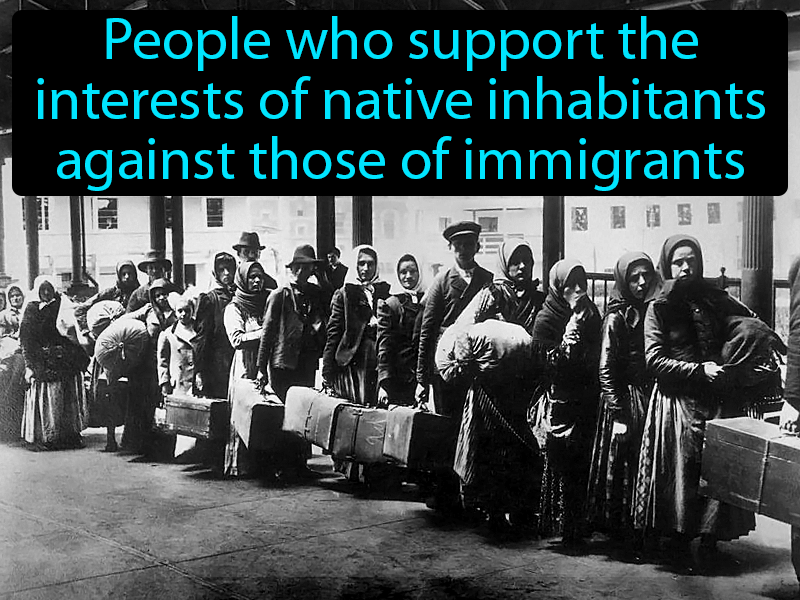 People who support the
interests of native inhabitants
against those of immigrants